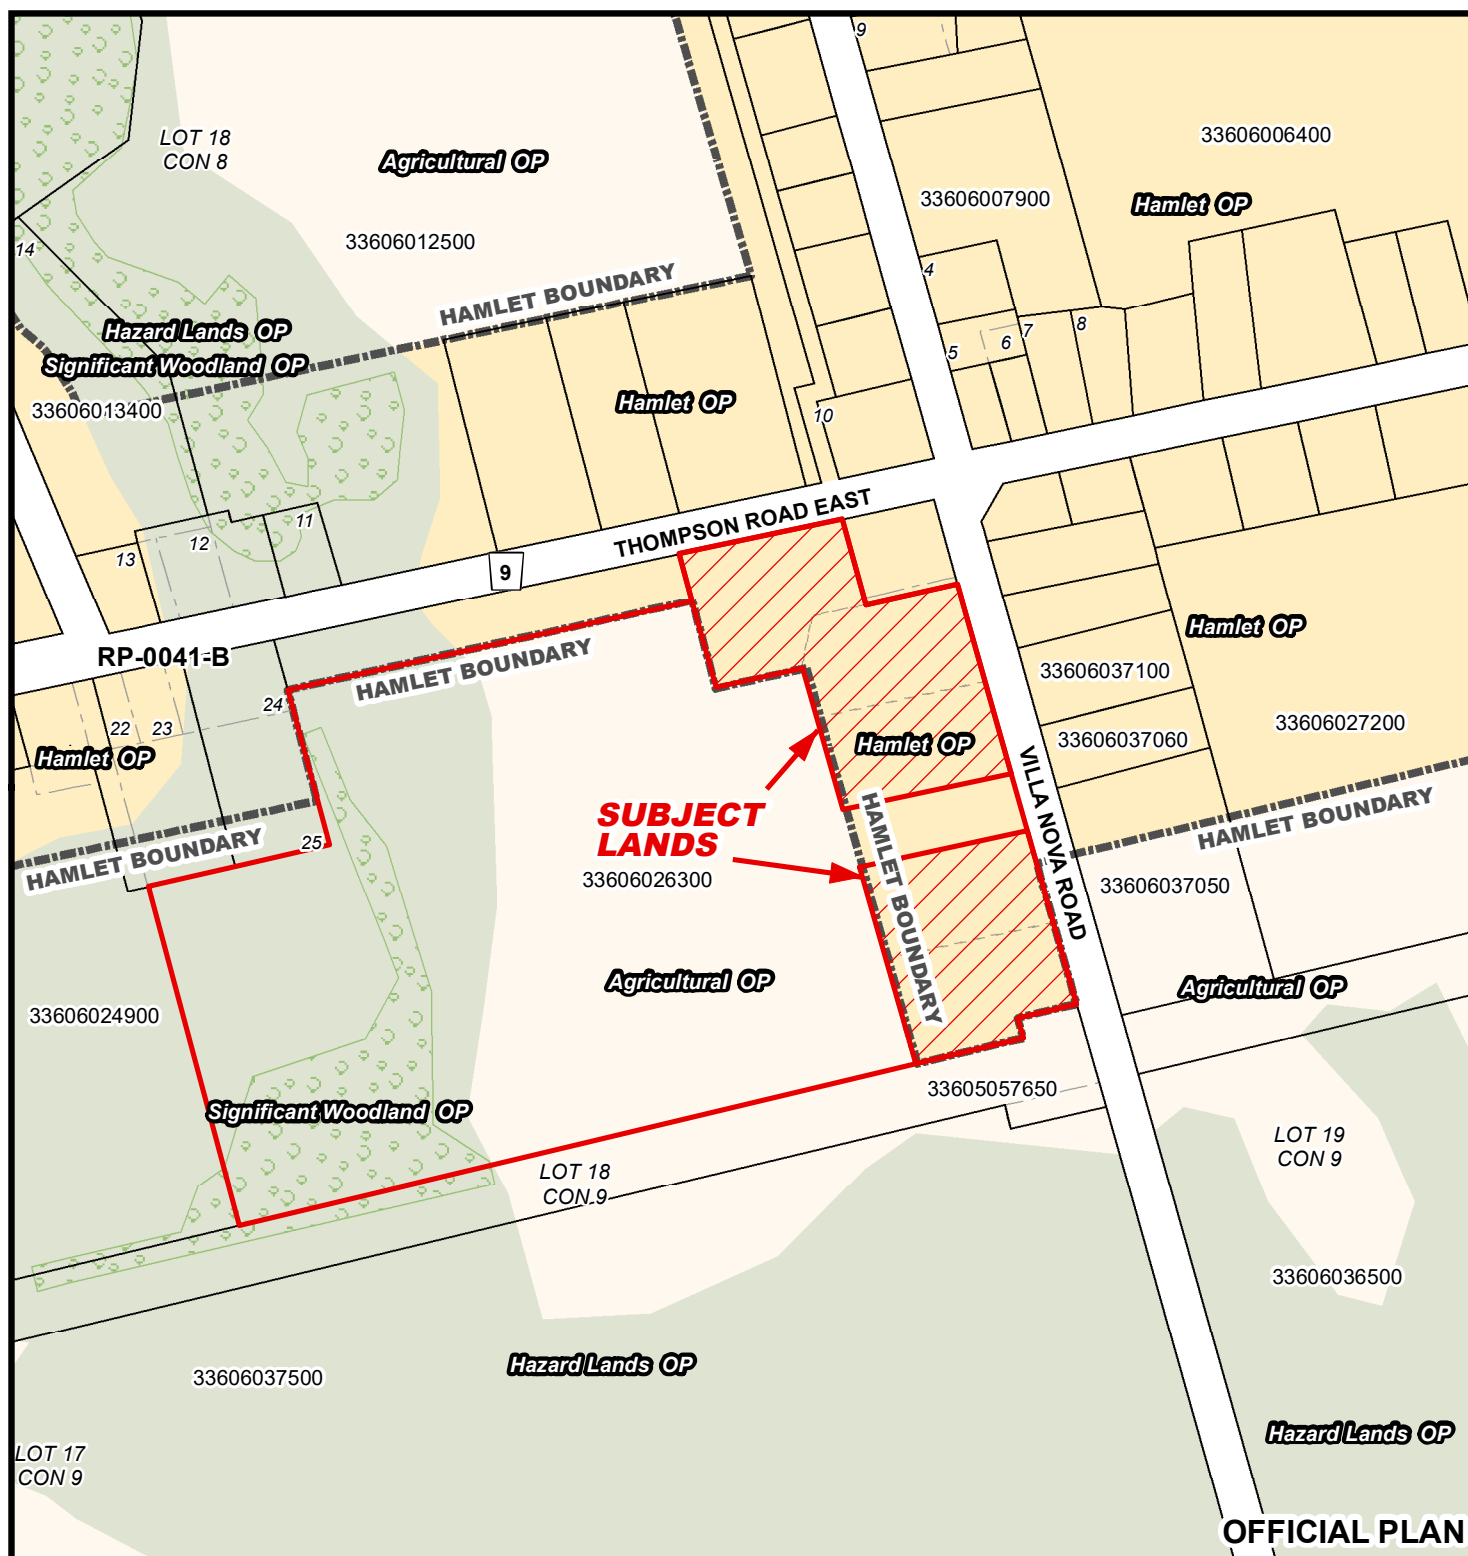 9
33606006400
LOT 18
CON 8
Agricultural OP
33606007900
Hamlet OP
14
33606012500
4
HAMLET BOUNDARY
Hazard Lands OP
Significant Woodland OP
7
8
6
5
33606013400
Hamlet OP
10
THOMPSON ROAD EAST
11
12
13
9
RP-0041-B
HAMLET BOUNDARY
Hamlet OP
33606037100
24
22
23
33606027200
Hamlet OP
Hamlet OP
33606037060
VILLA NOVA ROAD
SUBJECT
LANDS
HAMLET BOUNDARY
HAMLET BOUNDARY
25
HAMLET BOUNDARY
33606026300
33606037050
Agricultural OP
Agricultural OP
33606024900
33605057650
Significant Woodland OP
LOT 19
CON 9
LOT 18
CON 9
33606036500
Hazard Lands OP
33606037500
Hazard Lands OP
LOT 17
CON 9
OFFICIAL PLAN